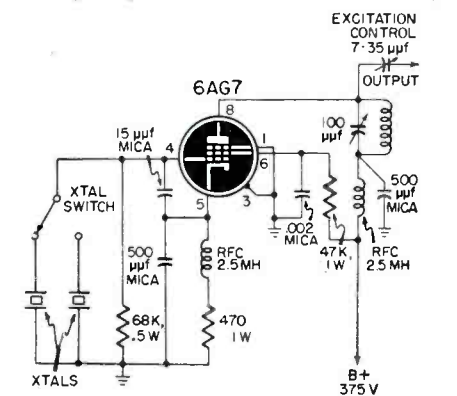 EXCITATION
CONTROL
7-35 µµf
OUTPUT
6AG7
8
15 µµf
MICA
4
1
6
100
µµf
XTAL
SWITCH
5
3
500
µµf
MICA
500
µµf
MICA
RFC
2.5MH
.002
MICA
47K,
1W
RFC
2.5MH
68K,
.5W
470
1W
XTALS
B+
375V